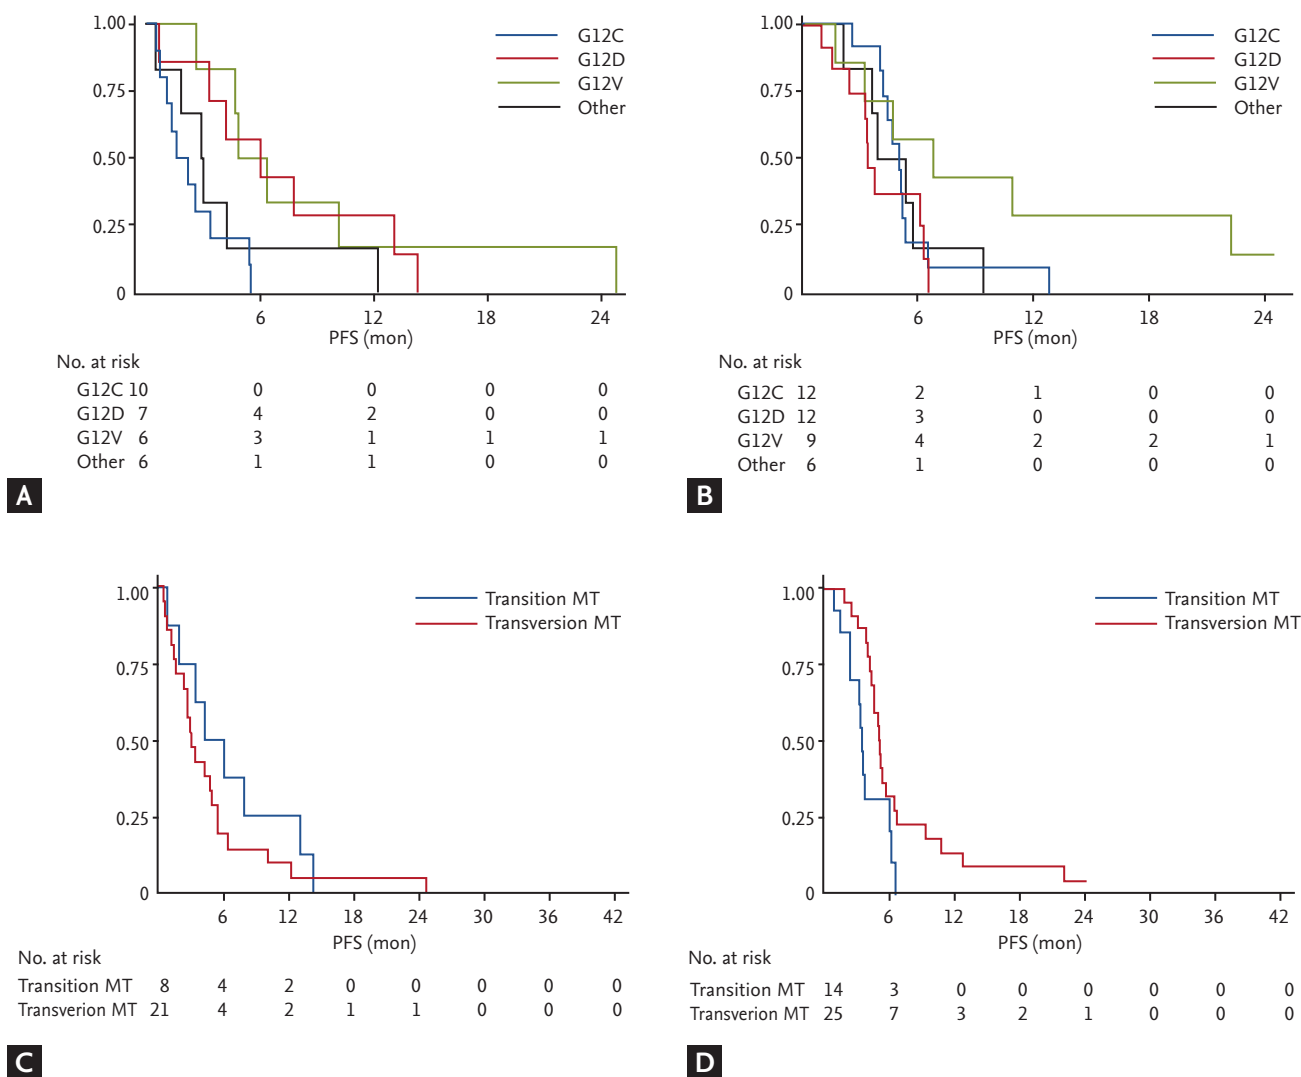 1.00
0.75
0.50
0.25
0
G12C
G12D
G12V
Other
6 12 18 24
PFS (mon)
No. at risk
G12C 10 0 0 0 0
G12D 7 4 2 0 0
G12V 6 3 1 1 1
Other 6 1 1 0 0
A
1.00
0.75
0.50
0.25
0
G12C
G12D
G12V
Other
6 12 18 24
PFS (mon)
No. at risk
G12C 12 2 1 0 0
G12D 12 3 0 0 0
G12V 9 4 2 2 1
Other 6 1 0 0 0
B
1.00
0.75
0.50
0.25
0
Transition MT
Transversion MT
6 12 18 24 30 36 42
PFS (mon)
No. at risk
Transition MT 8 4 2 0 0 0 0 0
Transverion MT 21 4 2 1 1 0 0 0
C
1.00
0.75
0.50
0.25
0
Transition MT
Transversion MT
6 12 18 24 30 36 42
PFS (mon)
No. at risk
Transition MT 14 3 0 0 0 0 0 0
Transverion MT 25 7 3 2 1 0 0 0
D